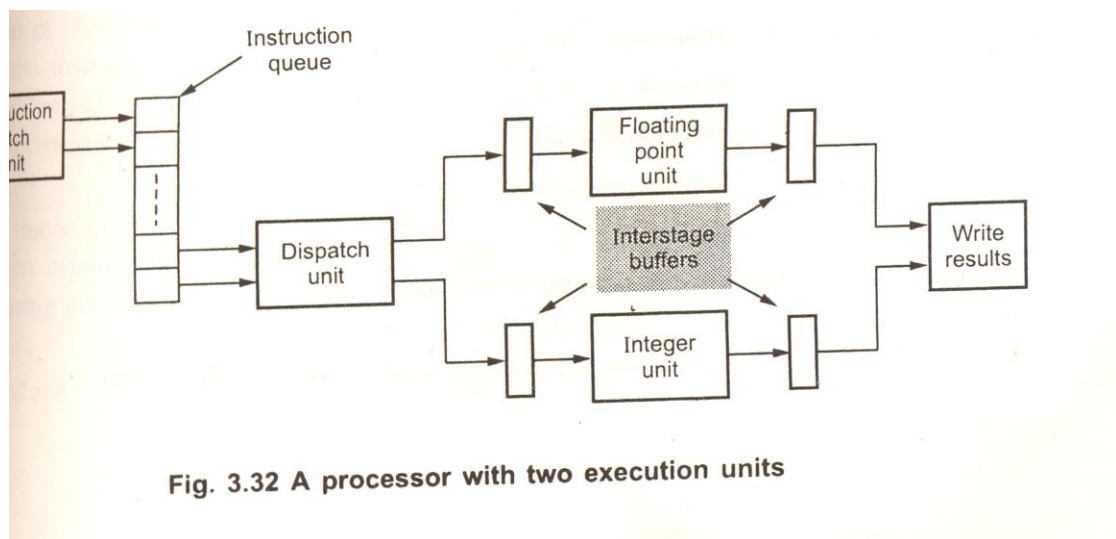 Instruction
queue
uction
tch
nit
Floating
point
unit
Dispatch
unit
Interstage
buffers
Write
results
Integer
unit
Fig. 3.32 A processor with two execution units